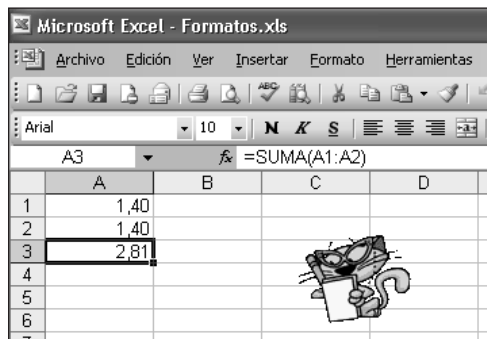 Microsoft Excel - Formatos.xls
Archivo Edición Ver Insertar Formato Herramientas
ABC
Arial 10 N K S a
A3 fx =SUMA(A1:A2)
A B C D
1 1,40
2 1,40
3 2,81
4
5
6